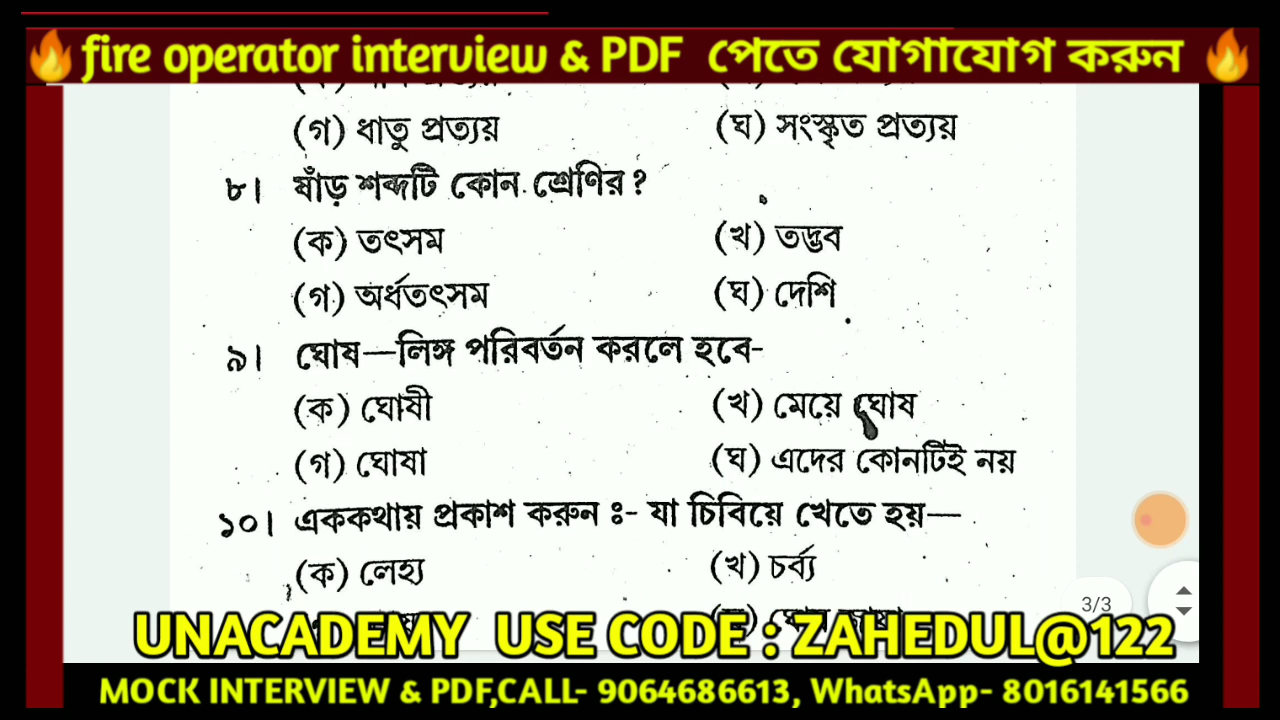 🔥fire operator interview & PDF পেতে যোগাযোগ করুন 🔥
(গ) ধাতু প্রত্যয় (ঘ) সংস্কৃত প্রত্যয়
৮। ষাঁড় শব্দটি কোন শ্রেণির?
(ক) তৎসম (খ) তদ্ভব
(গ) অর্ধতৎসম (ঘ) দেশি
৯। ঘোষ—লিঙ্গ পরিবর্তন করলে হবে-
(ক) ঘোষী (খ) মেয়ে ঘোষ
(গ) ঘোষা (ঘ) এদের কোনটিই নয়
১০। এককথায় প্রকাশ করুন ঃ- যা চিবিয়ে খেতে হয়—
(ক) লেহ্য (খ) চর্ব্য
3/3
UNACADEMY USE CODE : ZAHEDUL@122
MOCK INTERVIEW & PDF,CALL- 9064686613, WhatsApp- 8016141566